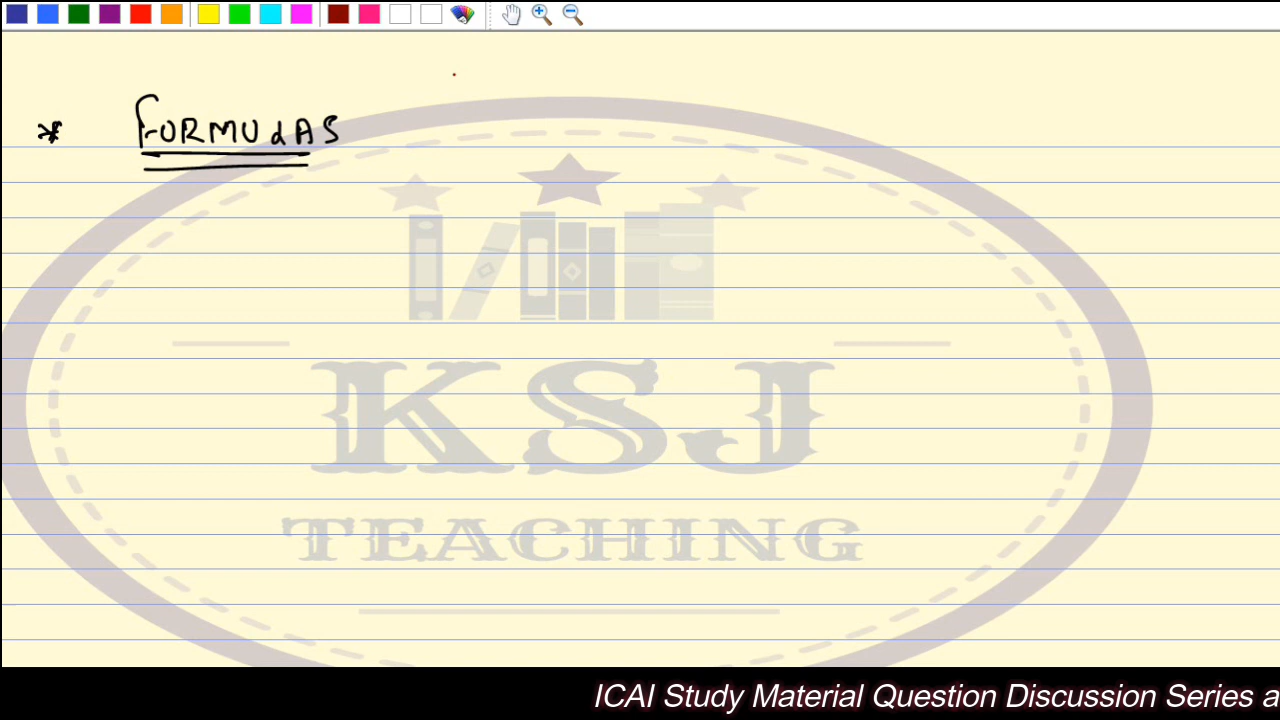 * FORMULAS
KSJ
TEACHING
ICAI Study Material Question Discussion Series a